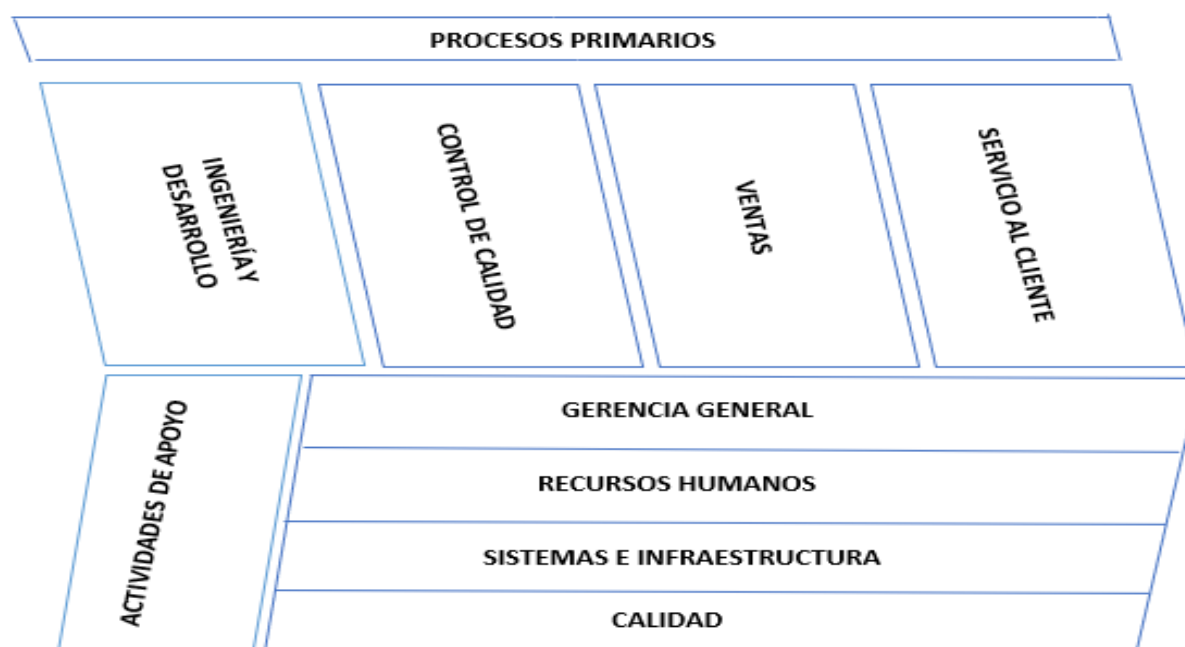 PROCESOS PRIMARIOS
INGENIERÍA Y
DESARROLLO
CONTROL DE CALIDAD
VENTAS
SERVICIO AL CLIENTE
ACTIVIDADES DE APOYO
GERENCIA GENERAL
RECURSOS HUMANOS
SISTEMAS E INFRAESTRUCTURA
CALIDAD